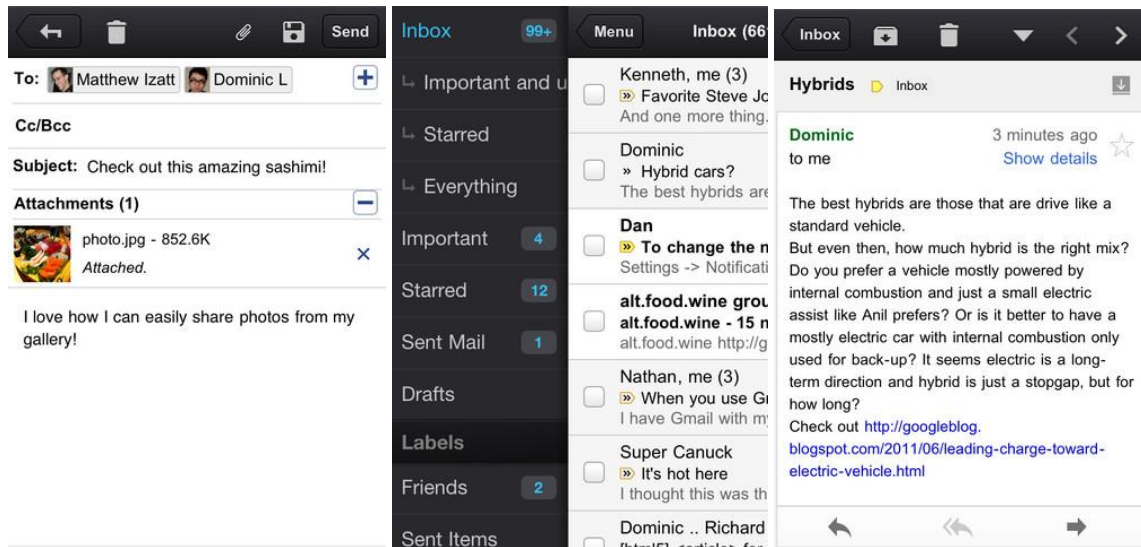 Send
To: Matthew Izatt Dominic L
Cc/Bcc
Subject: Check out this amazing sashimi!
Attachments (1)
photo.jpg - 852.6K
Attached.
I love how I can easily share photos from my
gallery!
Inbox 99+
Important and u
Starred
Everything
Important 4
Starred 12
Sent Mail 1
Drafts
Labels
Friends 2
Sent Items
Menu Inbox (66
Kenneth, me (3)
» Favorite Steve Jo
And one more thing.
Dominic
» Hybrid cars?
The best hybrids are
Dan
» To change the n
Settings -> Notificati
alt.food.wine grou
alt.food.wine - 15 n
alt.food.wine http://g
Nathan, me (3)
» When you use G
I have Gmail with my
Super Canuck
» It's hot here
I thought this was th
Dominic .. Richard
Inbox
Hybrids Inbox
Dominic 3 minutes ago
to me Show details
The best hybrids are those that are drive like a
standard vehicle.
But even then, how much hybrid is the right mix?
Do you prefer a vehicle mostly powered by
internal combustion and just a small electric
assist like Anil prefers? Or is it better to have a
mostly electric car with internal combustion only
used for back-up? It seems electric is a long-
term direction and hybrid is just a stopgap, but for
how long?
Check out http://googleblog.
blogspot.com/2011/06/leading-charge-toward-
electric-vehicle.html